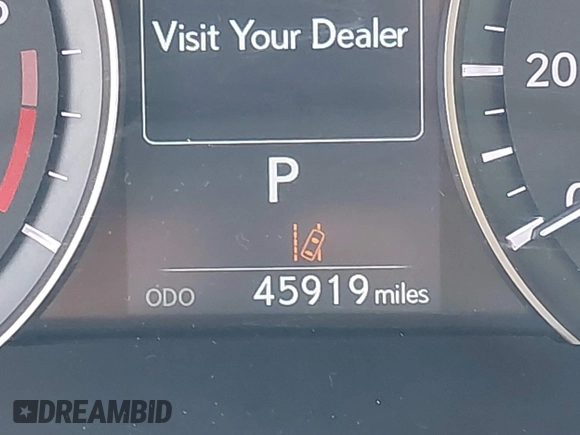 Visit Your Dealer
20
P
ODO 45919 miles
DREAMBID